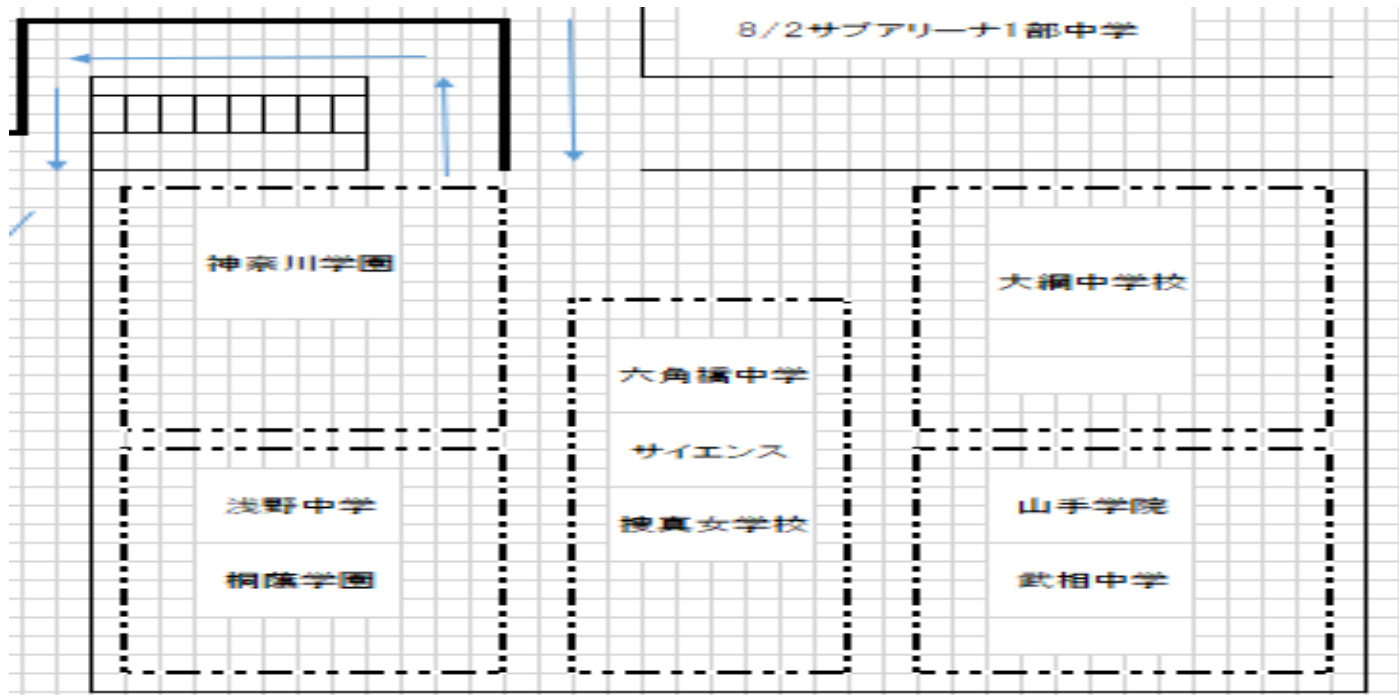 8/2サブアリーナ1部中学
神奈川学園
大綱中学校
六角橋中学
サイエンス
捜真女学校
浅野中学
桐蔭学園
山手学院
武相中学